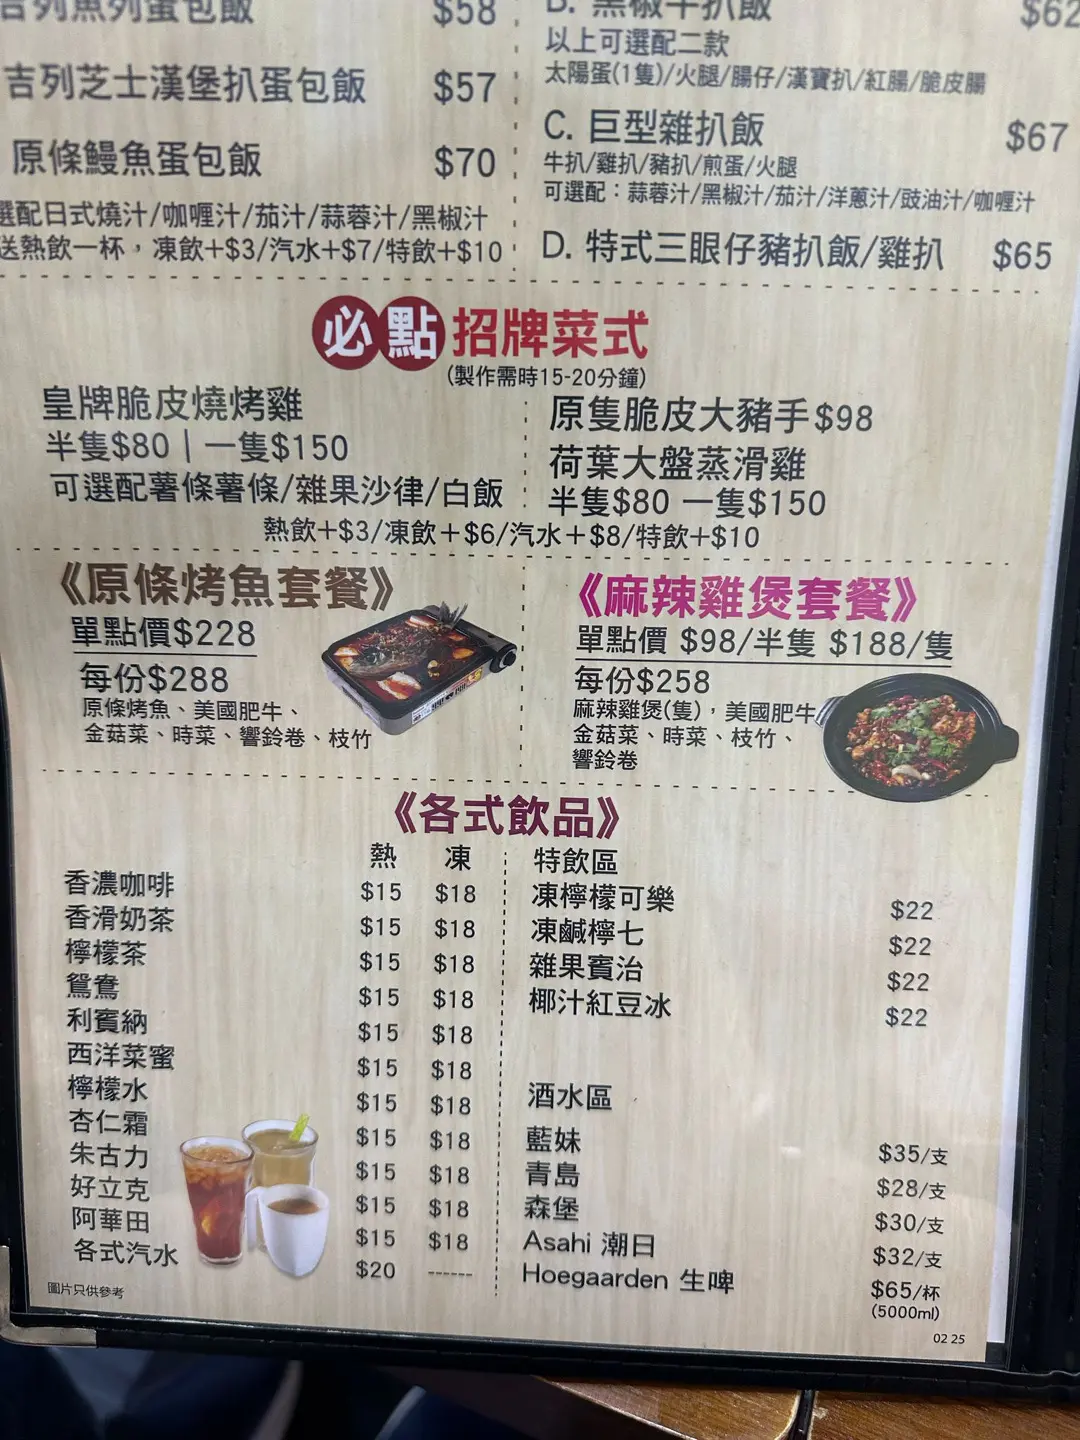 吉列魚列蛋包飯 $58
吉列芝士漢堡扒蛋包飯 $57
原條鰻魚蛋包飯 $70
選配日式燒汁/咖喱汁/茄汁/蒜蓉汁/黑椒汁
送熱飲一杯，凍飲+$3/汽水+$7/特飲+$10
B. 黑椒牛扒飯 $62
以上可選配二款
太陽蛋(1隻)/火腿/腸仔/漢寶扒/紅腸/脆皮腸
C. 巨型雜扒飯 $67
牛扒/雞扒/豬扒/煎蛋/火腿
可選配：蒜蓉汁/黑椒汁/茄汁/洋蔥汁/豉油汁/咖喱汁
D. 特式三眼仔豬扒飯/雞扒 $65
必點招牌菜式
(製作需時15-20分鐘)
皇牌脆皮燒烤雞
半隻$80｜一隻$150
可選配薯條薯條/雜果沙律/白飯
原隻脆皮大豬手$98
荷葉大盤蒸滑雞
半隻$80 一隻$150
熱飲+$3/凍飲+$6/汽水+$8/特飲+$10
《原條烤魚套餐》
單點價$228
每份$288
原條烤魚、美國肥牛、
金菇菜、時菜、響鈴卷、枝竹
《麻辣雞煲套餐》
單點價 $98/半隻 $188/隻
每份$258
麻辣雞煲(隻)，美國肥牛
金菇菜、時菜、枝竹、
響鈴卷
《各式飲品》
熱 凍
香濃咖啡 $15 $18
香滑奶茶 $15 $18
檸檬茶 $15 $18
鴛鴦 $15 $18
利賓納 $15 $18
西洋菜蜜 $15 $18
檸檬水 $15 $18
杏仁霜 $15 $18
朱古力 $15 $18
好立克 $15 $18
阿華田 $15 $18
各式汽水 $20 ------
圖片只供參考
特飲區
凍檸檬可樂 $22
凍鹹檸七 $22
雜果賓治 $22
椰汁紅豆冰 $22
酒水區
藍妹 $35/支
青島 $28/支
森堡 $30/支
Asahi 潮日 $32/支
Hoegaarden 生啤 $65/杯
(5000ml)
02 25